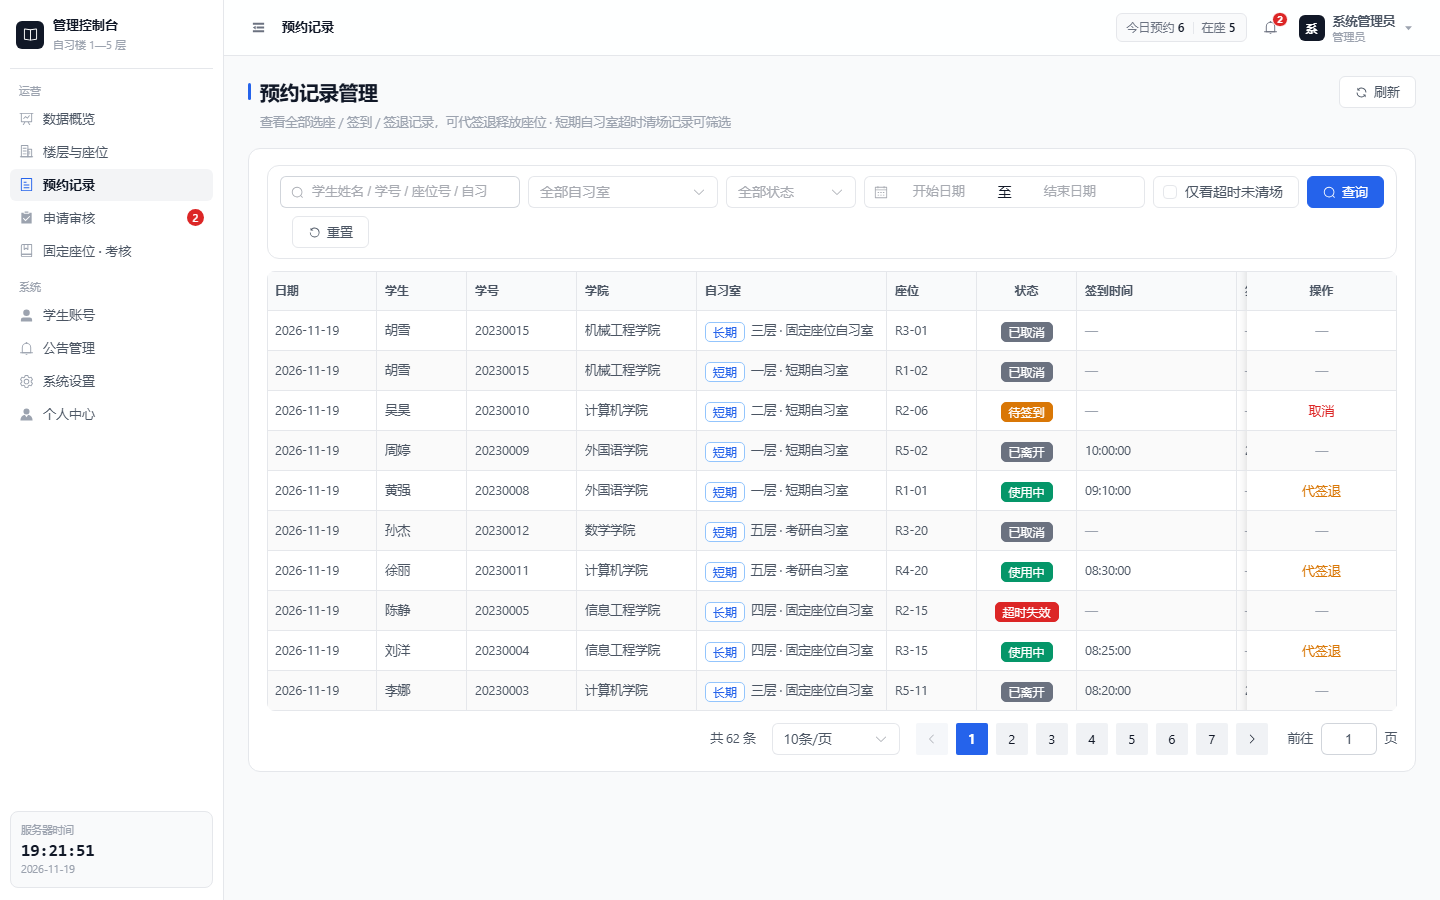 管理控制台
自习楼 1—5 层
运营
数据概览
楼层与座位
预约记录
申请审核 2
固定座位 · 考核
系统
学生账号
公告管理
系统设置
个人中心
服务器时间
19:21:51
2026-11-19
预约记录
今日预约 6 在座 5
2
系 系统管理员
管理员
预约记录管理
查看全部选座 / 签到 / 签退记录，可代签退释放座位 · 短期自习室超时清场记录可筛选
刷新
学生姓名 / 学号 / 座位号 / 自习 全部自习室 全部状态 开始日期 至 结束日期 仅看超时未清场 查询
重置
日期 学生 学号 学院 自习室 座位 状态 签到时间 操作
2026-11-19 胡雪 20230015 机械工程学院 长期 三层 · 固定座位自习室 R3-01 已取消 — —
2026-11-19 胡雪 20230015 机械工程学院 短期 一层 · 短期自习室 R1-02 已取消 — —
2026-11-19 吴昊 20230010 计算机学院 短期 二层 · 短期自习室 R2-06 待签到 — 取消
2026-11-19 周婷 20230009 外国语学院 短期 一层 · 短期自习室 R5-02 已离开 10:00:00 —
2026-11-19 黄强 20230008 外国语学院 短期 一层 · 短期自习室 R1-01 使用中 09:10:00 代签退
2026-11-19 孙杰 20230012 数学学院 短期 五层 · 考研自习室 R3-20 已取消 — —
2026-11-19 徐丽 20230011 计算机学院 短期 五层 · 考研自习室 R4-20 使用中 08:30:00 代签退
2026-11-19 陈静 20230005 信息工程学院 长期 四层 · 固定座位自习室 R2-15 超时失效 — —
2026-11-19 刘洋 20230004 信息工程学院 长期 四层 · 固定座位自习室 R3-15 使用中 08:25:00 代签退
2026-11-19 李娜 20230003 计算机学院 长期 三层 · 固定座位自习室 R5-11 已离开 08:20:00 —
共 62 条 10条/页 1 2 3 4 5 6 7 前往 1 页